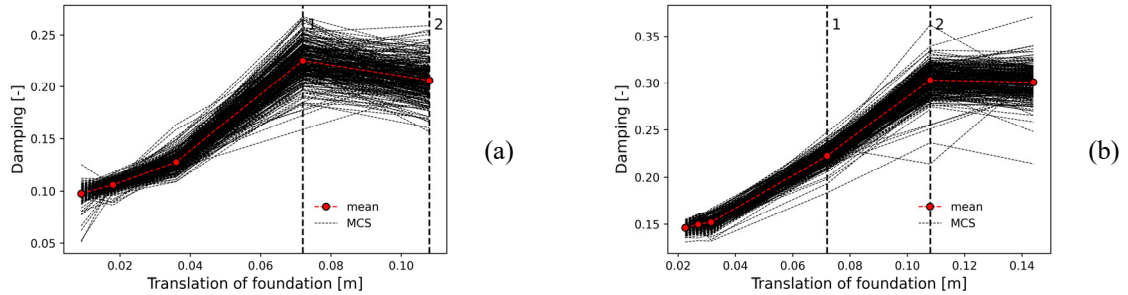 0.25
0.20
0.15
0.10
0.05
Damping [-]
1
2
mean
MCS
0.02
0.04
0.06
0.08
0.10
Translation of foundation [m]
(a)
0.35
0.30
0.25
0.20
0.15
Damping [-]
1
2
mean
MCS
0.02
0.04
0.06
0.08
0.10
0.12
0.14
Translation of foundation [m]
(b)